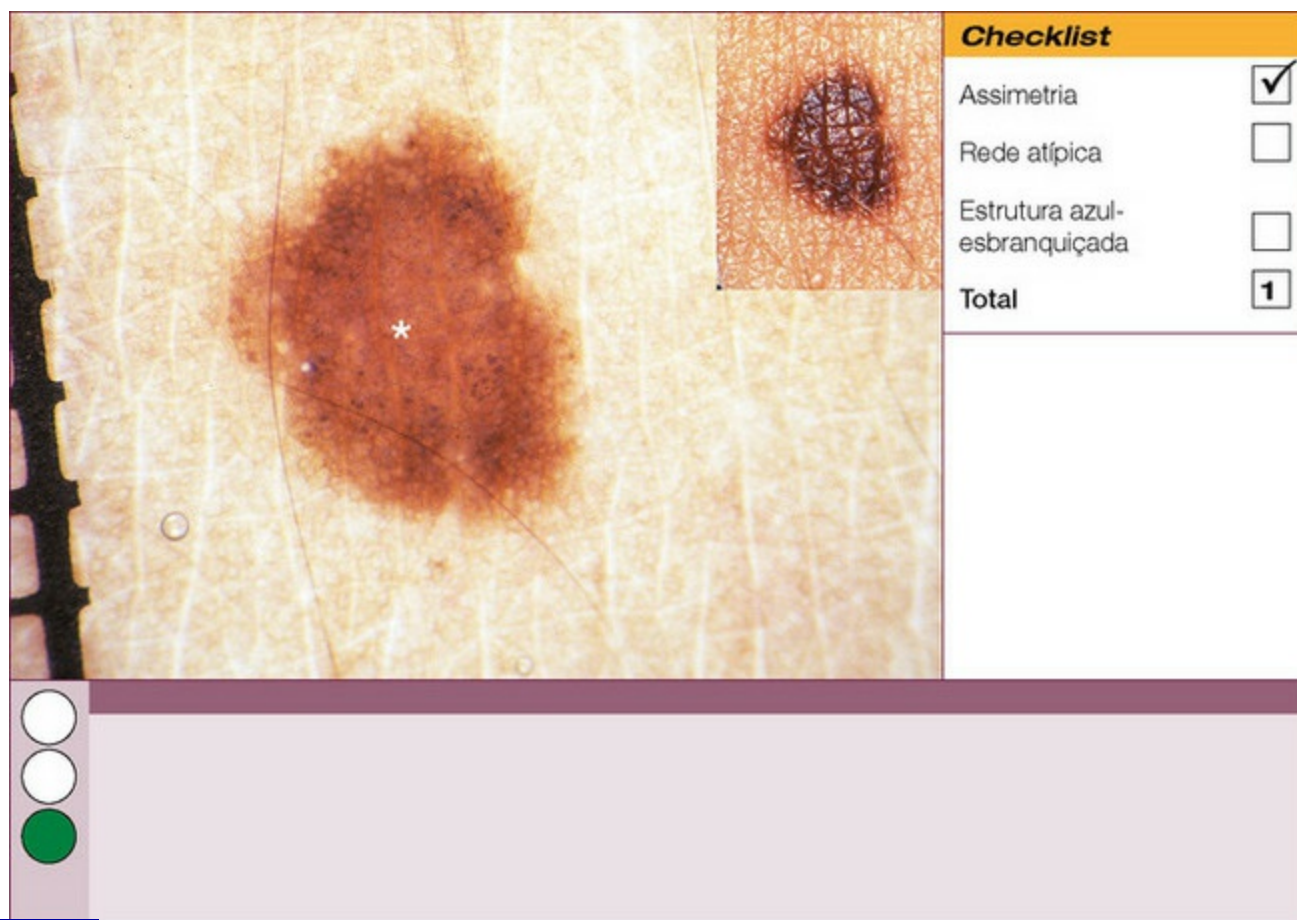 Checklist
Assimetria
Rede atípica
Estrutura azul-
esbranquiçada
Total 1